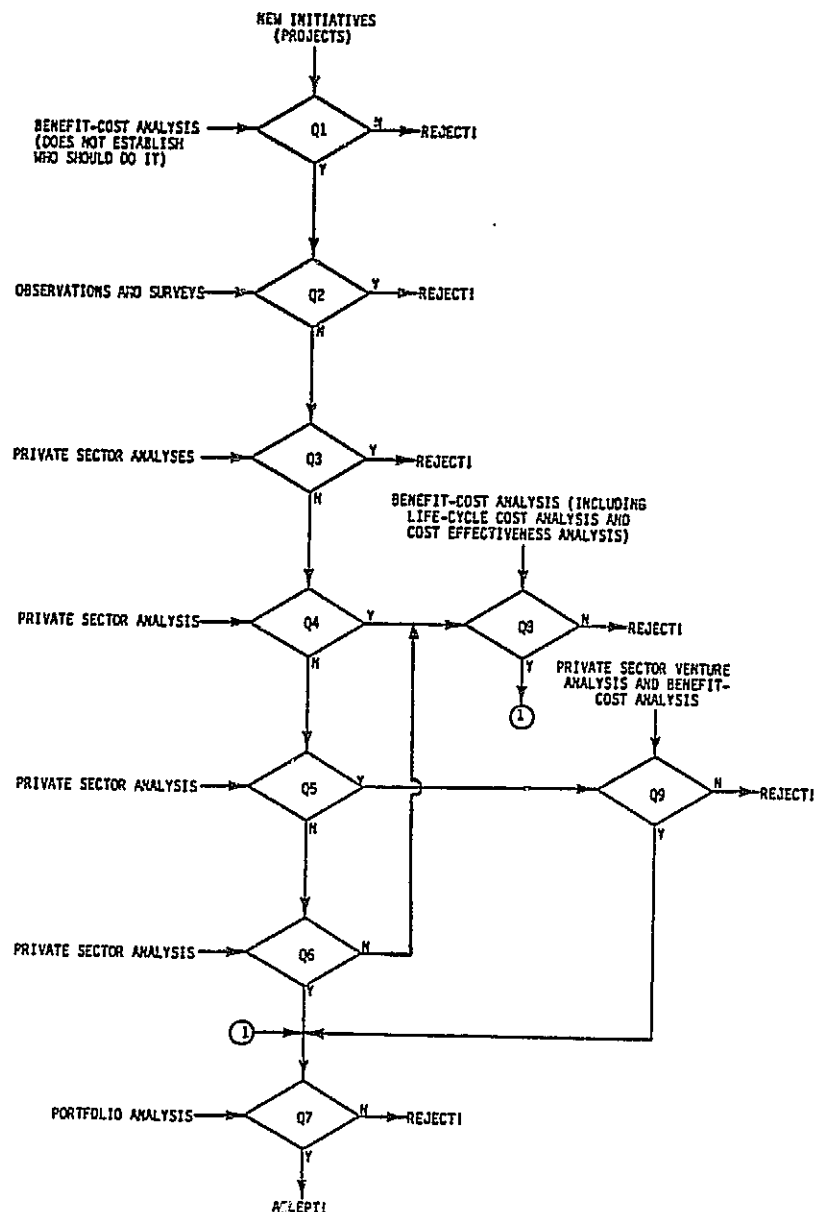 NEW INITIATIVES
(PROJECTS)
BENEFIT-COST ANALYSIS
(DOES NOT ESTABLISH
WHO SHOULD DO IT)
Q1
N
REJECT!
Y
OBSERVATIONS AND SURVEYS
Q2
Y
REJECT!
N
PRIVATE SECTOR ANALYSES
Q3
Y
REJECT!
N
BENEFIT-COST ANALYSIS (INCLUDING
LIFE-CYCLE COST ANALYSIS AND
COST EFFECTIVENESS ANALYSIS)
PRIVATE SECTOR ANALYSIS
Q4
Y
Q8
N
REJECT!
N
Y
1
PRIVATE SECTOR VENTURE
ANALYSIS AND BENEFIT-
COST ANALYSIS
PRIVATE SECTOR ANALYSIS
Q5
Y
Q9
N
REJECT!
N
Y
PRIVATE SECTOR ANALYSIS
Q6
N
Y
1
PORTFOLIO ANALYSIS
Q7
N
REJECT!
Y
ACCEPT!